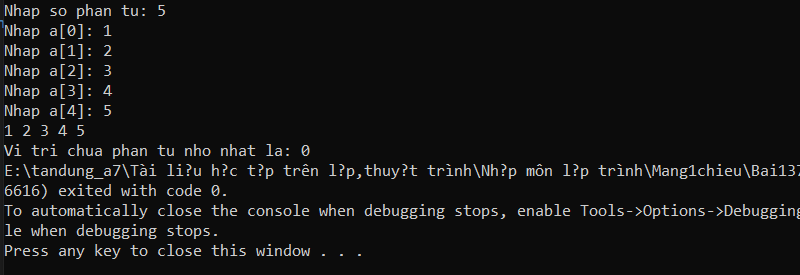 Nhap so phan tu: 5
Nhap a[0]: 1
Nhap a[1]: 2
Nhap a[2]: 3
Nhap a[3]: 4
Nhap a[4]: 5
1 2 3 4 5
Vi tri chua phan tu nho nhat la: 0
E:\tandung_a7\Tài li?u h?c t?p trên l?p,thuy?t trình\Nh?p môn l?p trình\Mang1chieu\Bai137
6616) exited with code 0.
To automatically close the console when debugging stops, enable Tools->Options->Debugging
le when debugging stops.
Press any key to close this window . . .